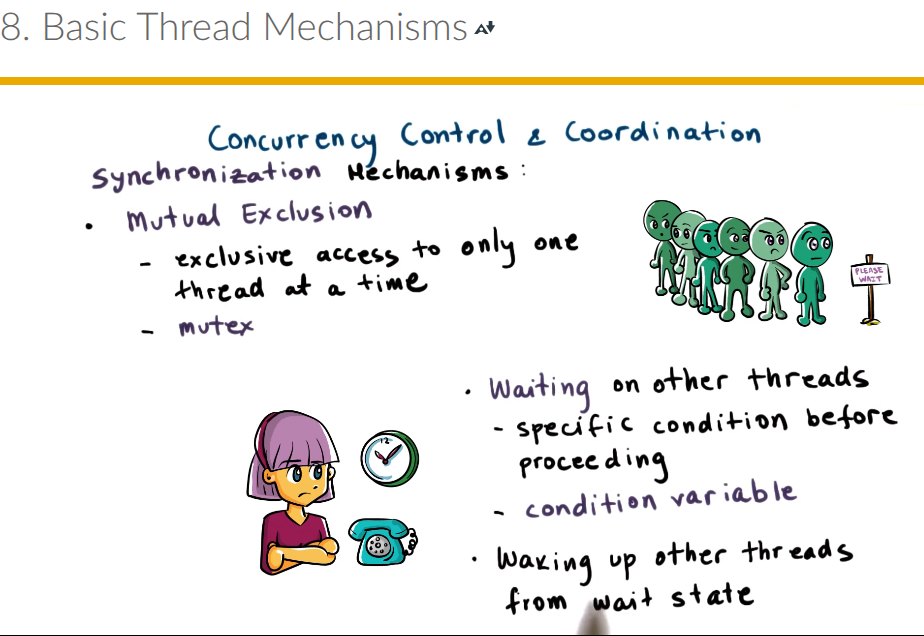 8. Basic Thread Mechanisms
Concurrency Control & Coordination
Synchronization Mechanisms :
• Mutual Exclusion
- exclusive access to only one
thread at a time
- mutex
PLEASE
WAIT
12
• Waiting on other threads
- specific condition before
proceeding
- condition variable
• Waking up other threads
from wait state